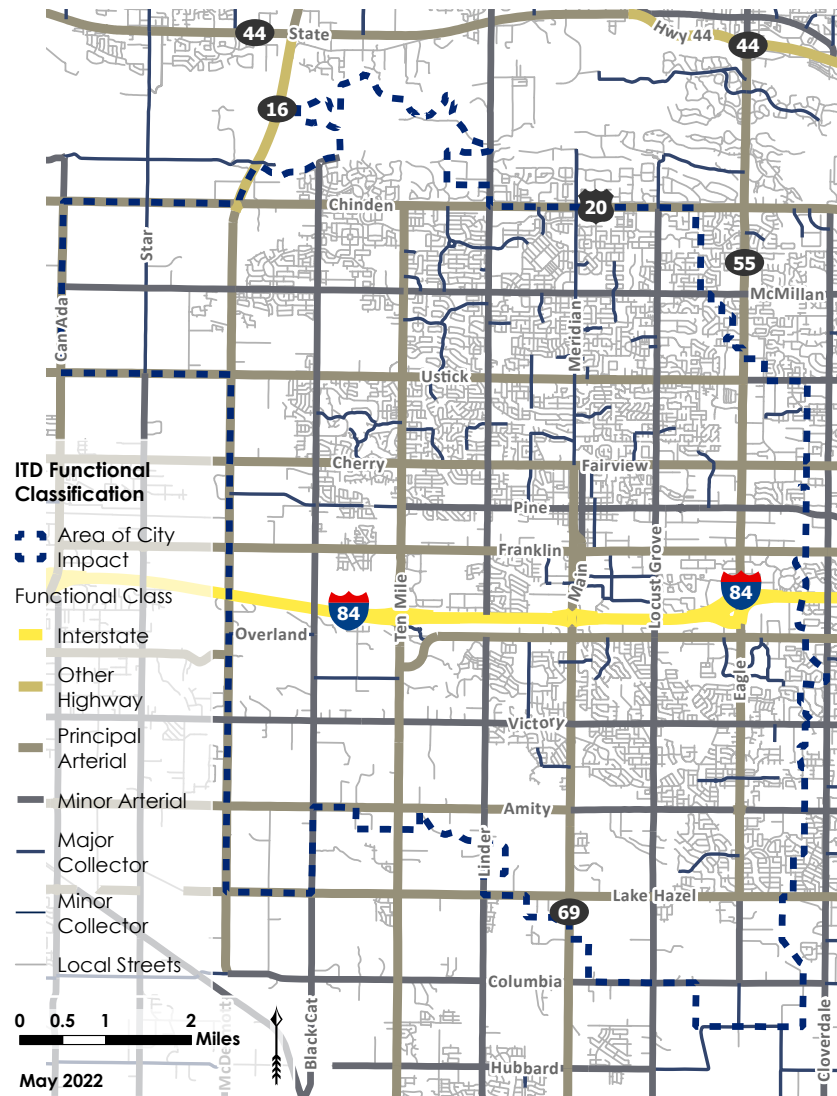 44
State
Hwy 44
44
16
Chinden
20
Star
55
McMillan
Can Ada
Meridian
Ustick
ITD Functional
Classification
Cherry
Fairview
Pine
Area of City
Impact
Franklin
Functional Class
84
84
Ten Mile
Main
Locust Grove
Interstate
Overland
Eagle
Other
Highway
Victory
Principal
Arterial
Minor Arterial
Amity
Major
Collector
Linder
Lake Hazel
Minor
Collector
69
Local Streets
Columbia
0 0.5 1 2
Miles
McDermott
Black Cat
Cloverdale
Hubbard
May 2022